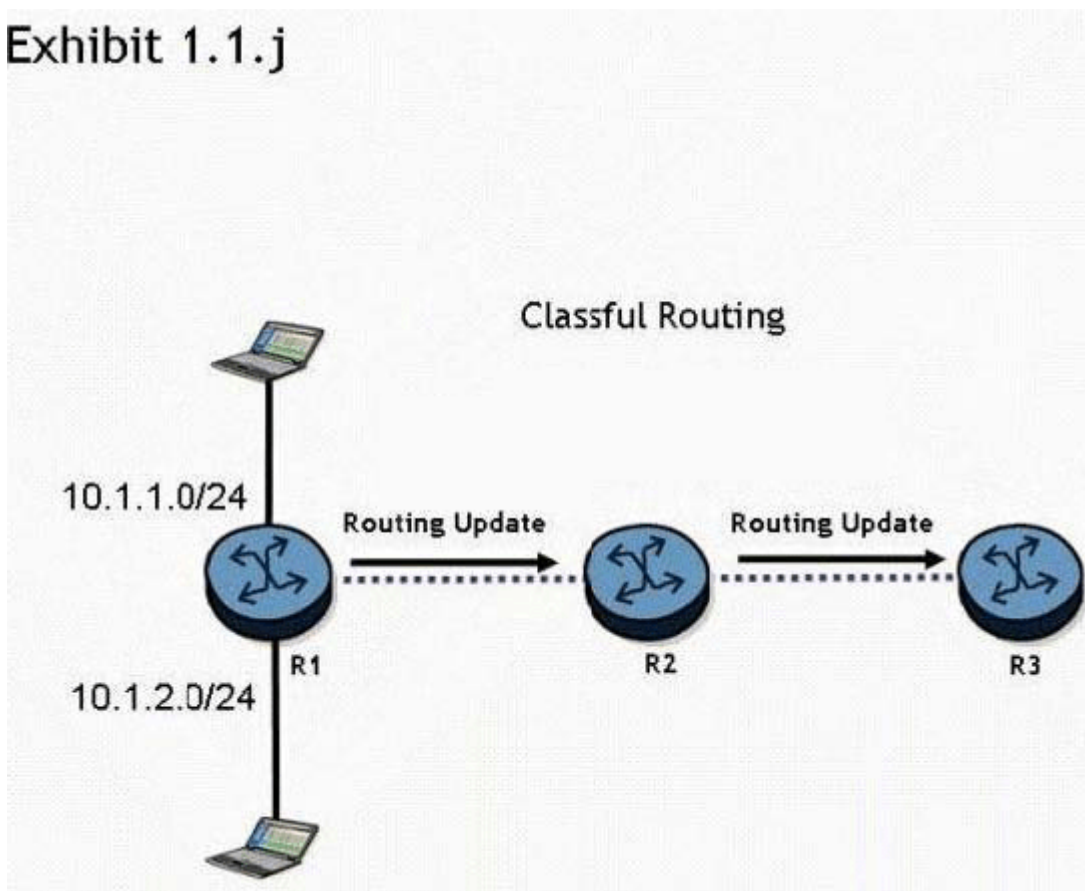 Exhibit 1.1.j
Classful Routing
10.1.1.0/24
Routing Update
Routing Update
R1
R2
R3
10.1.2.0/24